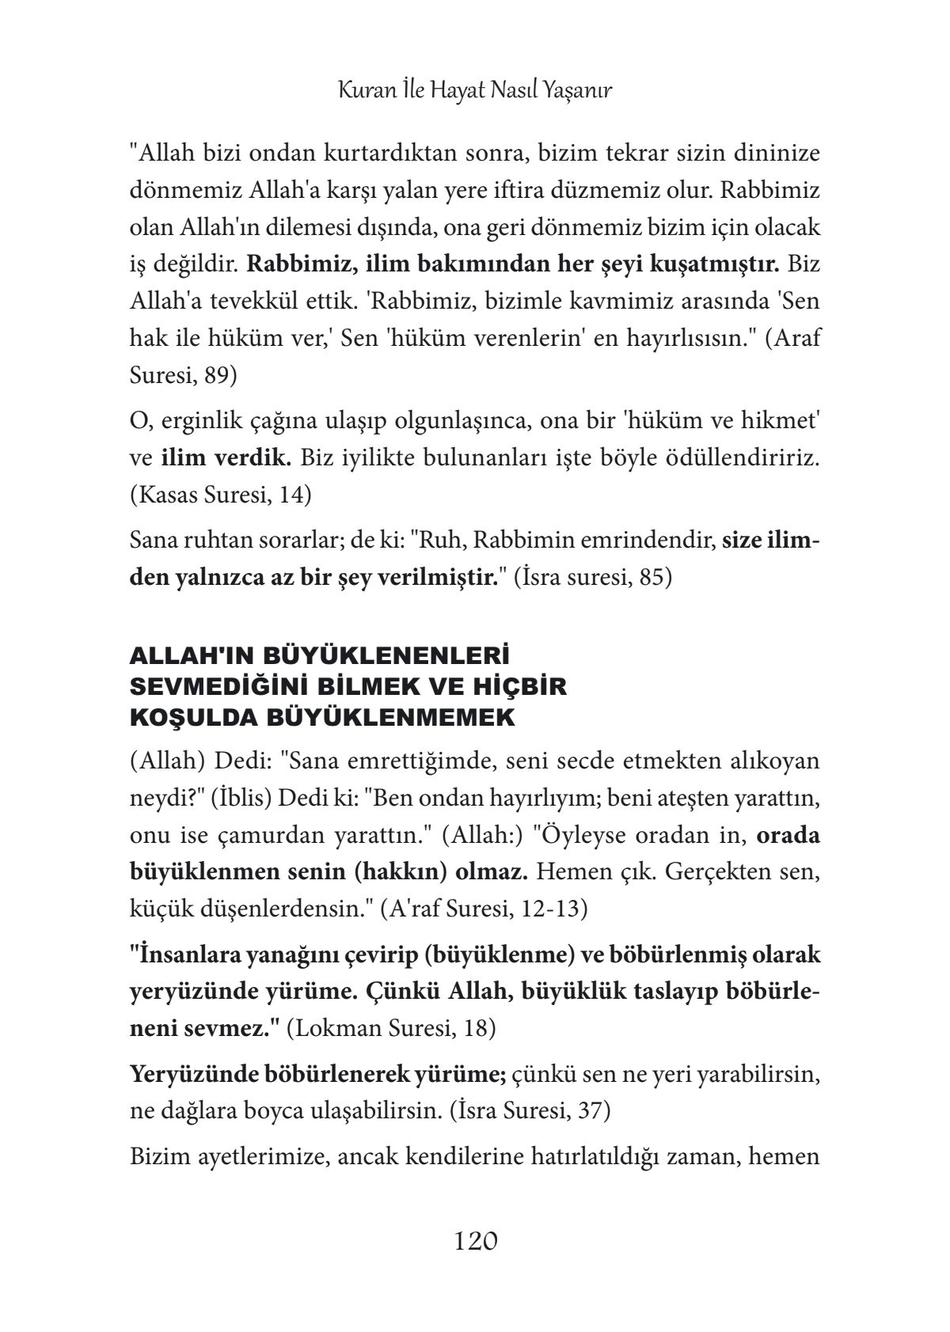 Kuran İle Hayat Nasıl Yaşanır
"Allah bizi ondan kurtardıktan sonra, bizim tekrar sizin dininize
dönmemiz Allah'a karşı yalan yere iftira düzmemiz olur. Rabbimiz
olan Allah'ın dilemesi dışında, ona geri dönmemiz bizim için olacak
iş değildir. Rabbimiz, ilim bakımından her şeyi kuşatmıştır. Biz
Allah'a tevekkül ettik. 'Rabbimiz, bizimle kavmimiz arasında 'Sen
hak ile hüküm ver,' Sen 'hüküm verenlerin' en hayırlısısın." (Araf
Suresi, 89)
O, erginlik çağına ulaşıp olgunlaşınca, ona bir 'hüküm ve hikmet'
ve ilim verdik. Biz iyilikte bulunanları işte böyle ödüllendiririz.
(Kasas Suresi, 14)
Sana ruhtan sorarlar; de ki: "Ruh, Rabbimin emrindendir, size ilim-
den yalnızca az bir şey verilmiştir." (İsra suresi, 85)
ALLAH'IN BÜYÜKLENENLERİ
SEVMEDİĞİNİ BİLMEK VE HİÇBİR
KOŞULDA BÜYÜKLENMEMEK
(Allah) Dedi: "Sana emrettiğimde, seni secde etmekten alıkoyan
neydi?" (İblis) Dedi ki: "Ben ondan hayırlıyım; beni ateşten yarattın,
onu ise çamurdan yarattın." (Allah:) "Öyleyse oradan in, orada
büyüklenmen senin (hakkın) olmaz. Hemen çık. Gerçekten sen,
küçük düşenlerdensin." (A'raf Suresi, 12-13)
"İnsanlara yanağını çevirip (büyüklenme) ve böbürlenmiş olarak
yeryüzünde yürüme. Çünkü Allah, büyüklük taslayıp böbürle-
neni sevmez." (Lokman Suresi, 18)
Yeryüzünde böbürlenerek yürüme; çünkü sen ne yeri yarabilirsin,
ne dağlara boyca ulaşabilirsin. (İsra Suresi, 37)
Bizim ayetlerimize, ancak kendilerine hatırlatıldığı zaman, hemen
120